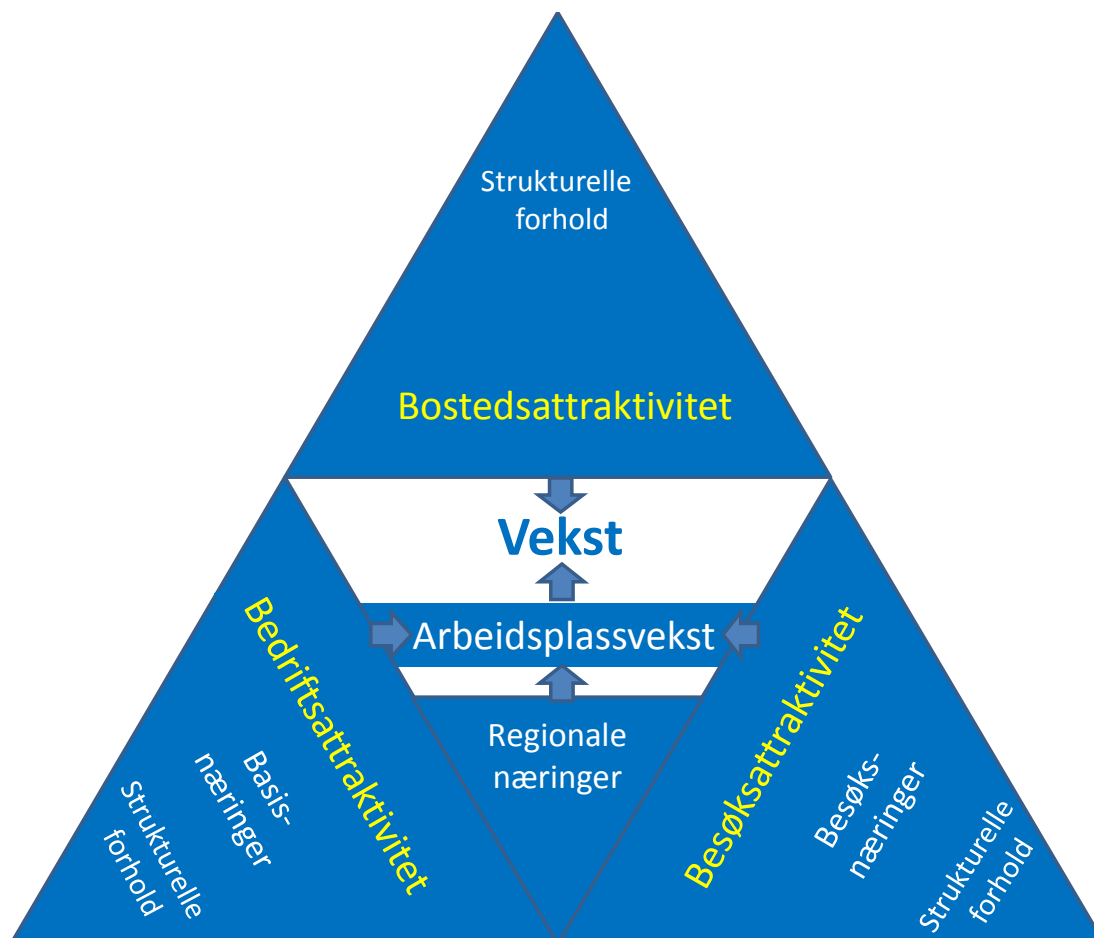 Strukturelle
forhold
Bostedsattraktivitet
Vekst
Arbeidsplassvekst
Regionale
næringer
Bedriftsattraktivitet
Basis-
næringer
Strukturelle
forhold
Besøksattraktivitet
Besøks-
næringer
Strukturelle
forhold